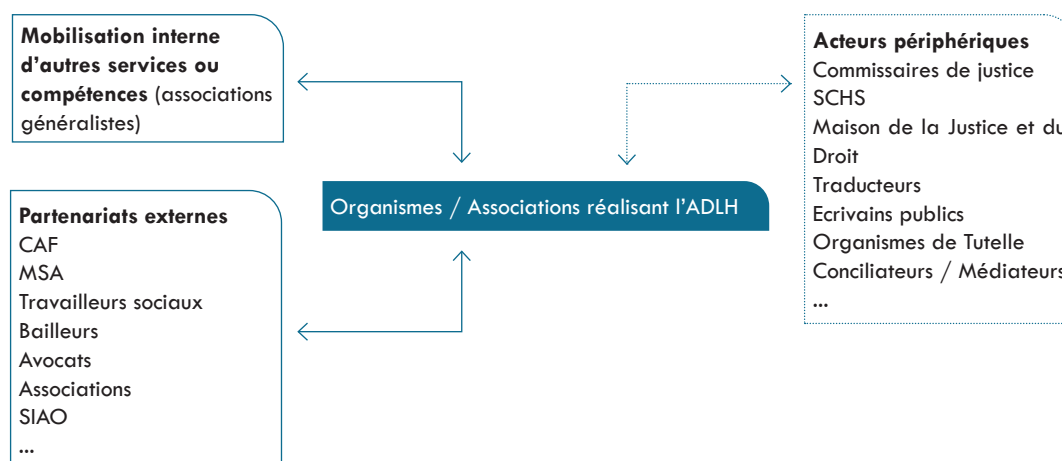 Mobilisation interne
d'autres services ou
compétences (associations
généralistes)
Partenariats externes
CAF
MSA
Travailleurs sociaux
Bailleurs
Avocats
Associations
SIAO
...
Organismes / Associations réalisant l'ADLH
Acteurs périphériques
Commissaires de justice
SCHS
Maison de la Justice et du
Droit
Traducteurs
Ecrivains publics
Organismes de Tutelle
Conciliateurs / Médiateurs
...